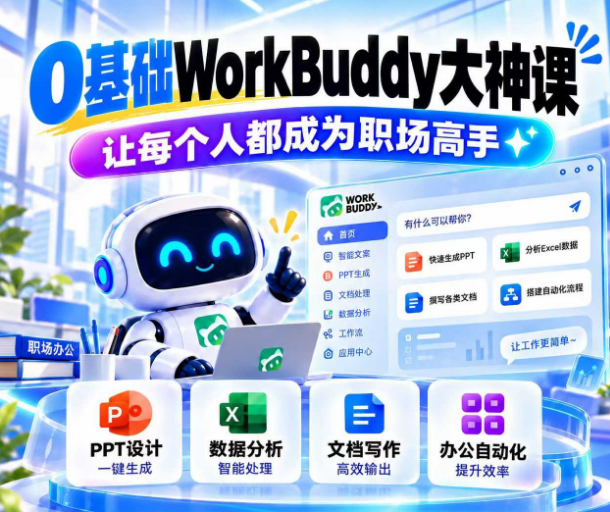 0基础WorkBuddy大神课
让每个人都成为职场高手
WORK
BUDDY
首页
智能文案
PPT生成
文档处理
数据分析
工作流
应用中心
有什么可以帮你?
快速生成PPT
分析Excel数据
撰写各类文档
搭建自动化流程
让工作更简单~
职场办公
P
PPT设计
一键生成
X
数据分析
智能处理
文档写作
高效输出
办公自动化
提升效率